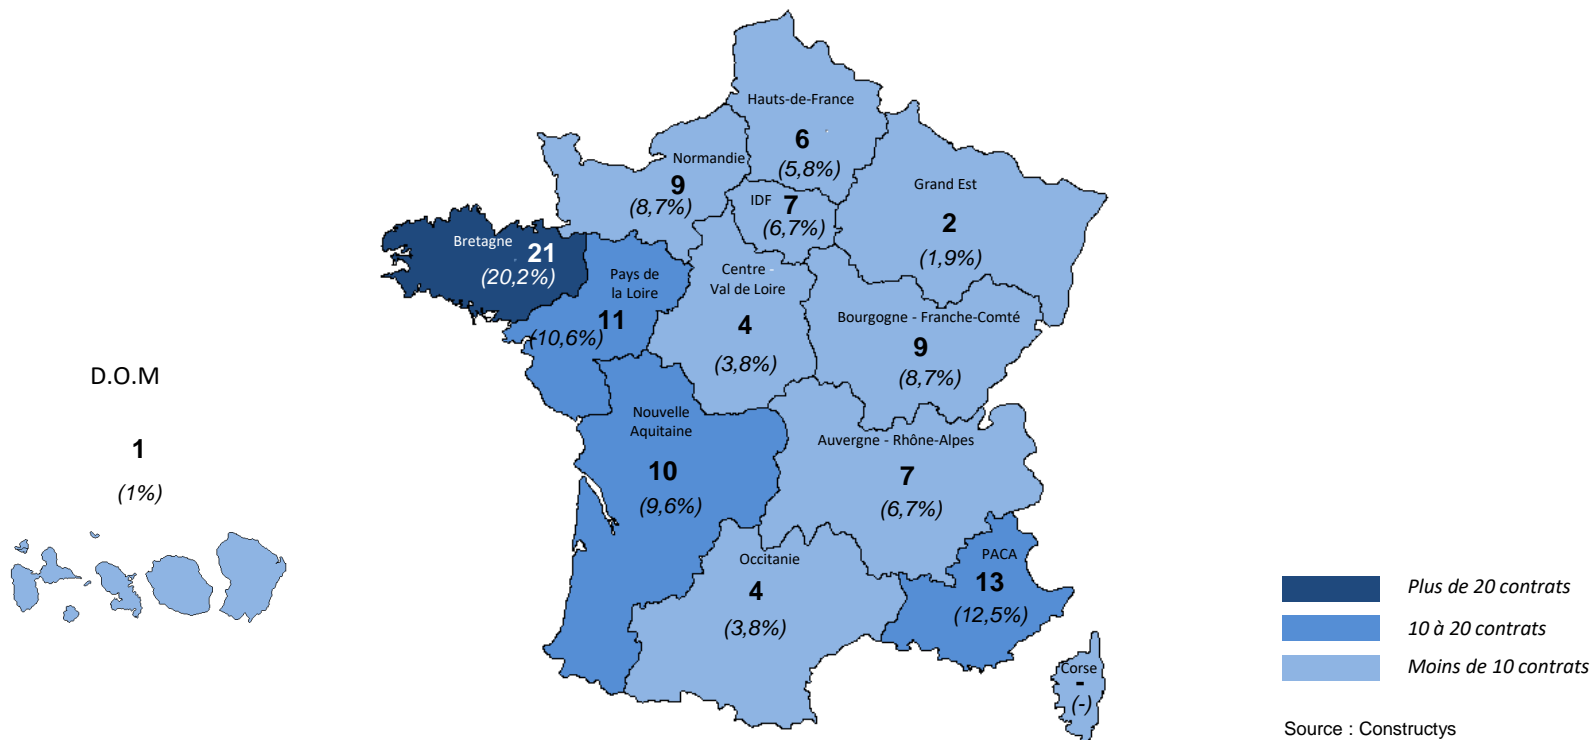 Hauts-de-France
6
(5,8%)
Normandie
9
(8,7%)
IDF
7
(6,7%)
Grand Est
2
(1,9%)
Bretagne
21
(20,2%)
Pays de
la Loire
11
(10,6%)
Centre -
Val de Loire
4
(3,8%)
Bourgogne - Franche-Comté
9
(8,7%)
D.O.M
1
(1%)
Nouvelle
Aquitaine
10
(9,6%)
Auvergne - Rhône-Alpes
7
(6,7%)
Occitanie
4
(3,8%)
PACA
13
(12,5%)
Corse
-
(-)
Plus de 20 contrats
10 à 20 contrats
Moins de 10 contrats
Source : Constructys